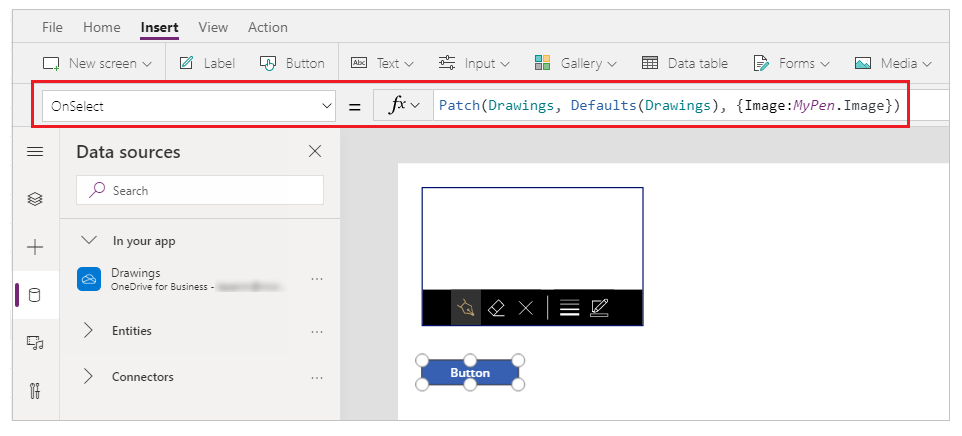 File Home Insert View Action
New screen Label Button Abc Text Input Gallery Data table Forms Media
OnSelect = fx Patch(Drawings, Defaults(Drawings), {Image:MyPen.Image})
Data sources
Search
In your app
Drawings
OneDrive for Business -
Entities
Connectors
Button